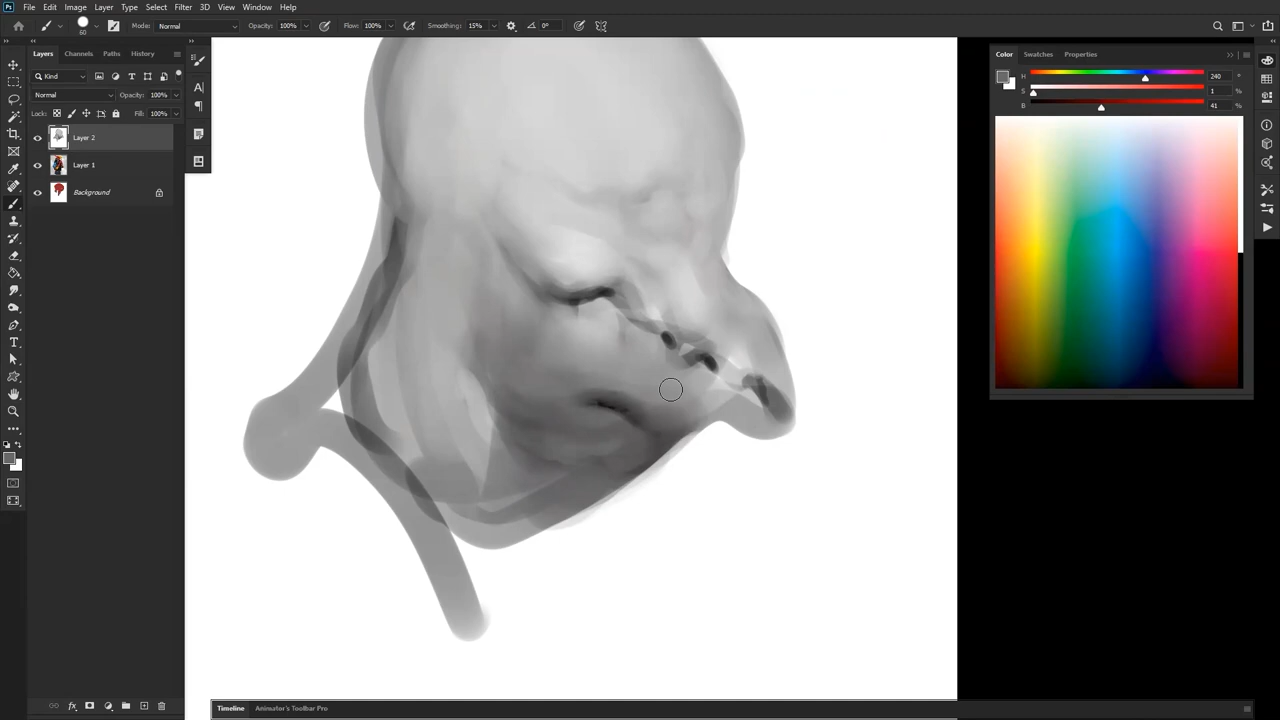 Ps File Edit Image Layer Type Select Filter 3D View Window Help
60 Mode: Normal Opacity: 100% Flow: 100% Smoothing: 15% 0°
Layers Channels Paths History
Kind
Normal Opacity: 100%
Lock: Fill: 100%
Layer 2
Layer 1
Background
Color Swatches Properties
H 240 °
S 1 %
B 41 %
Timeline Animator's Toolbar Pro